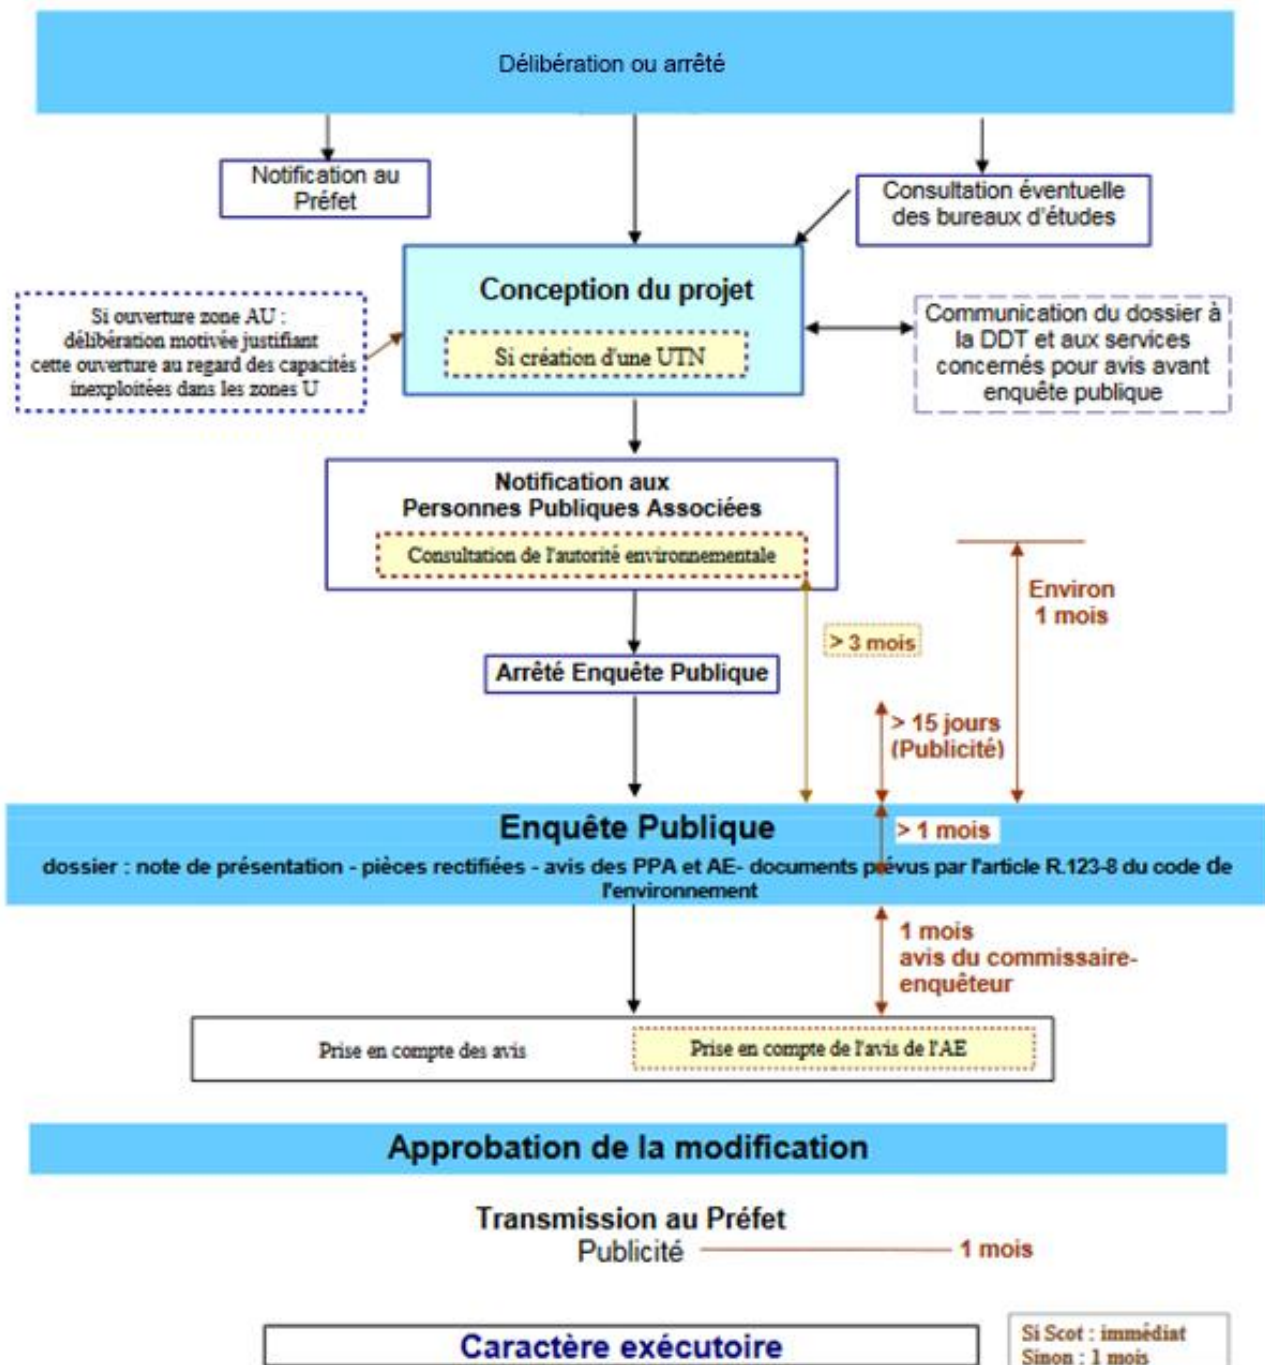 Délibération ou arrêté
Notification au
Préfet
Consultation éventuelle
des bureaux d'études
Conception du projet
Si création d'une UTN
Si ouverture zone AU :
délibération motivée justifiant
cette ouverture au regard des capacités
inexploitées dans les zones U
Communication du dossier à
la DDT et aux services
concernés pour avis avant
enquête publique
Notification aux
Personnes Publiques Associées
Consultation de l'autorité environnementale
Environ
1 mois
> 3 mois
Arrêté Enquête Publique
> 15 jours
(Publicité)
Enquête Publique
> 1 mois
dossier : note de présentation - pièces rectifiées - avis des PPA et AE- documents prévus par l'article R.123-8 du code de
l'environnement
1 mois
avis du commissaire-
enquêteur
Prise en compte des avis
Prise en compte de l'avis de l'AE
Approbation de la modification
Transmission au Préfet
Publicité
1 mois
Caractère exécutoire
Si Scot : immédiat
Sinon : 1 mois